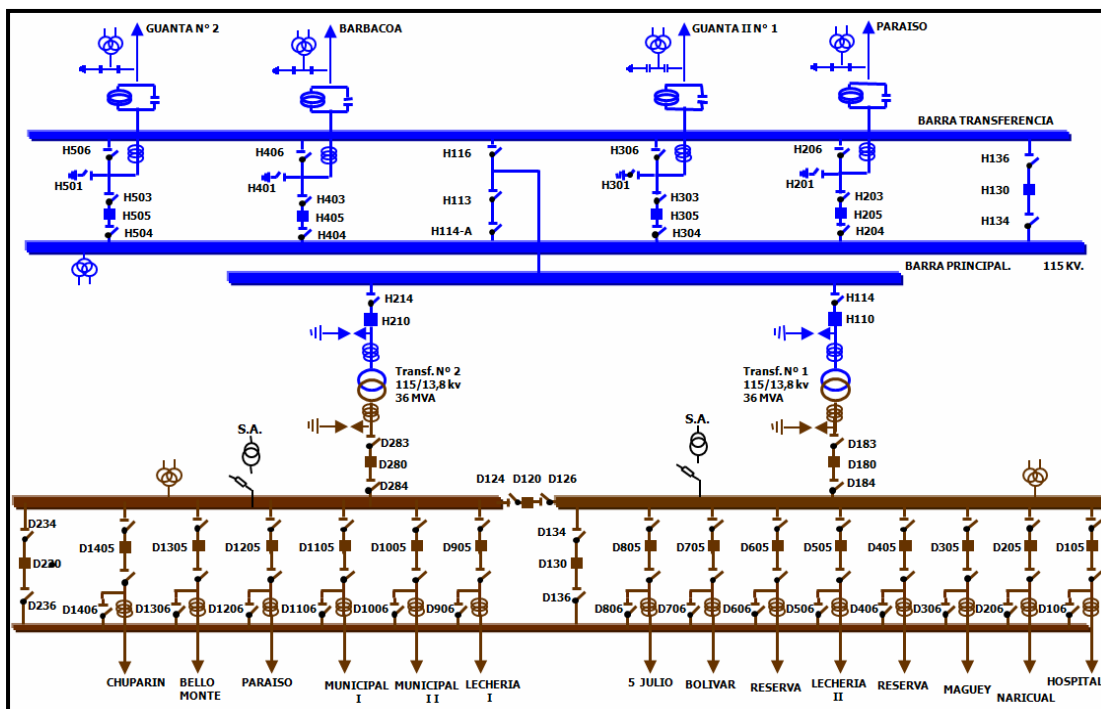 GUANTA Nº 2
BARBACOA
GUANTA II Nº 1
PARAISO
BARRA TRANSFERENCIA
H506
H406
H116
H306
H206
H136
H501
H401
H301
H201
H130
H503
H403
H113
H303
H203
H505
H405
H305
H205
H134
H504
H404
H114-A
H304
H204
BARRA PRINCIPAL.
115 KV.
H214
H114
H210
H110
Transf. Nº 2
115/13,8 kv
36 MVA
Transf. Nº 1
115/13,8 kv
36 MVA
S.A.
S.A.
D283
D183
D280
D180
D284
D184
D124
D120
D126
D234
D134
D1405
D1305
D1205
D1105
D1005
D905
D805
D705
D605
D505
D405
D305
D205
D105
D220
D130
D236
D136
D1406
D1306
D1206
D1106
D1006
D906
D806
D706
D606
D506
D406
D306
D206
D106
CHUPARIN
BELLO
MONTE
PARAISO
MUNICIPAL
I
MUNICIPAL
I I
LECHERIA
I
5 JULIO
BOLIVAR
RESERVA
LECHERIA
II
RESERVA
MAGUEY
NARICUAL
HOSPITAL